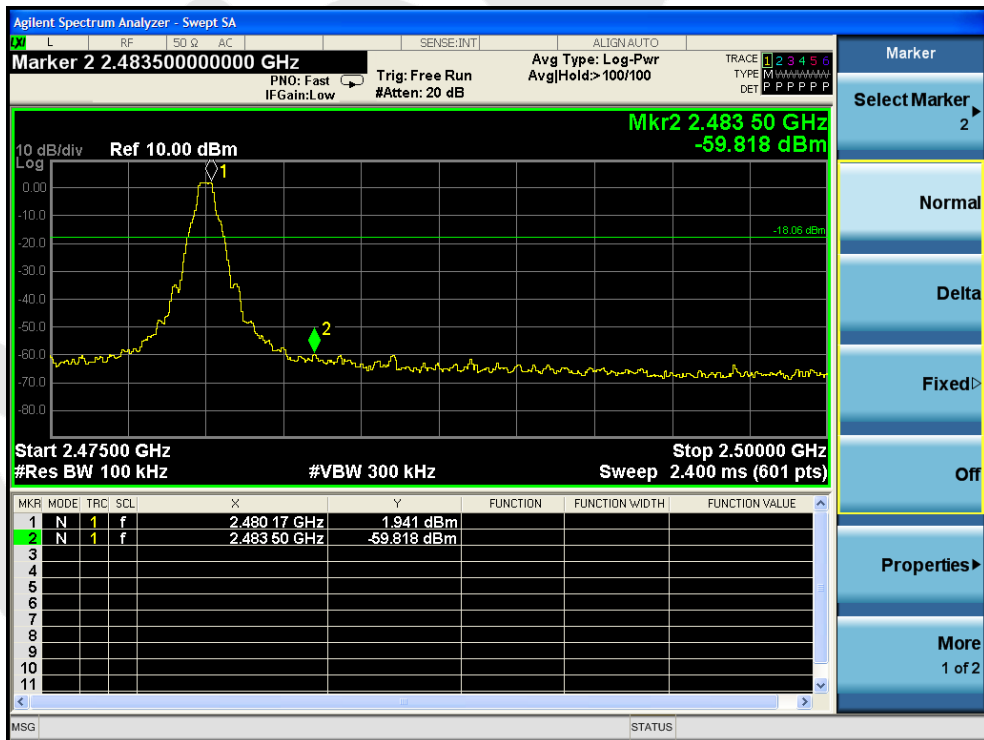 Agilent Spectrum Analyzer - Swept SA
LXI L RF 50 Ω AC SENSE:INT ALIGN AUTO
Marker 2 2.483500000000 GHz
PNO: Fast
IFGain:Low
Trig: Free Run
#Atten: 20 dB
Avg Type: Log-Pwr
Avg|Hold:>100/100
TRACE 1 2 3 4 5 6
TYPE M WWWWW
DET P P P P P P
Mkr2 2.483 50 GHz
-59.818 dBm
10 dB/div Ref 10.00 dBm
Log
1
0.00
-10.0
-18.06 dBm
-20.0
-30.0
-40.0
-50.0
2
-60.0
-70.0
-80.0
Start 2.47500 GHz Stop 2.50000 GHz
#Res BW 100 kHz #VBW 300 kHz Sweep 2.400 ms (601 pts)
MKR MODE TRC SCL X Y FUNCTION FUNCTION WIDTH FUNCTION VALUE
1 N 1 f 2.480 17 GHz 1.941 dBm
2 N 1 f 2.483 50 GHz -59.818 dBm
3
4
5
6
7
8
9
10
11
MSG STATUS
Marker
Select Marker
2
Normal
Delta
Fixed
Off
Properties
More
1 of 2